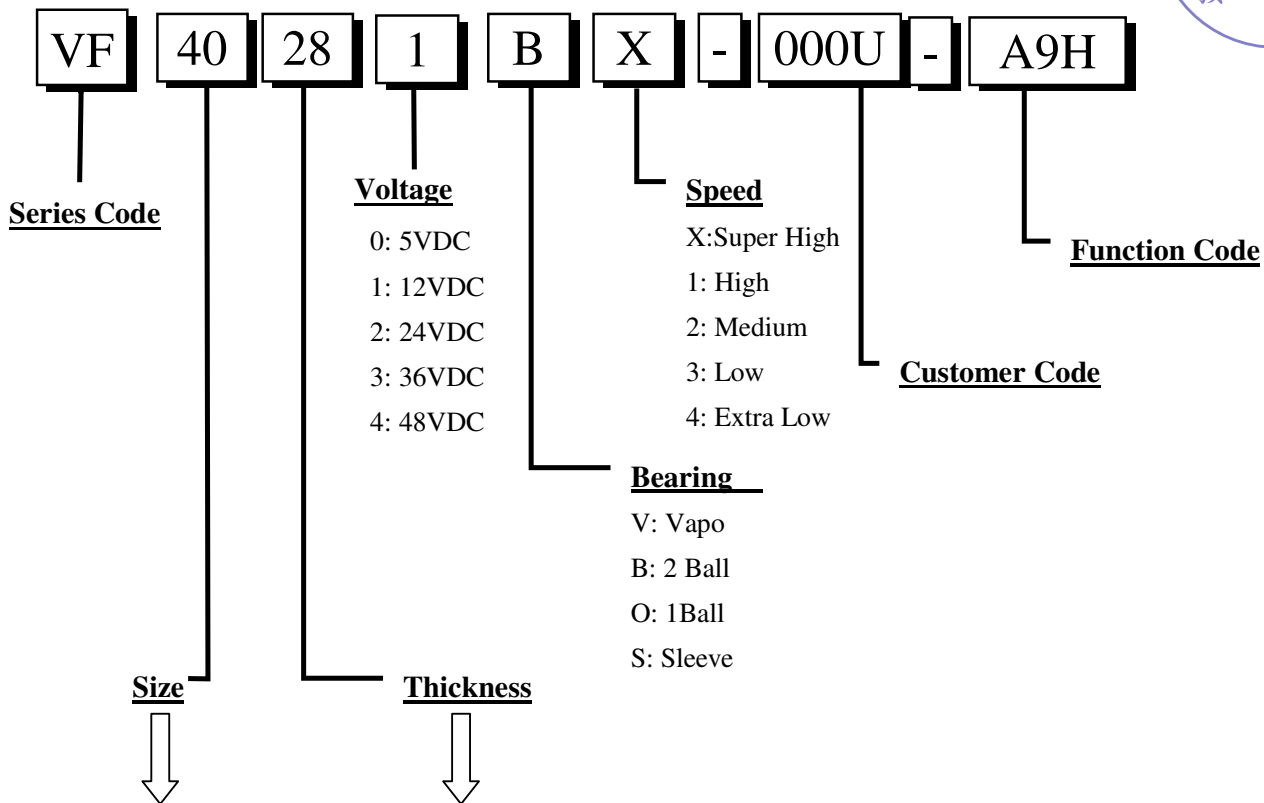 VF 40 28 1 B X - 000U - A9H
Series Code
Voltage
0: 5VDC
1: 12VDC
2: 24VDC
3: 36VDC
4: 48VDC
Speed
X:Super High
1: High
2: Medium
3: Low
4: Extra Low
Function Code
Customer Code
Bearing
V: Vapo
B: 2 Ball
O: 1Ball
S: Sleeve
Size
Thickness